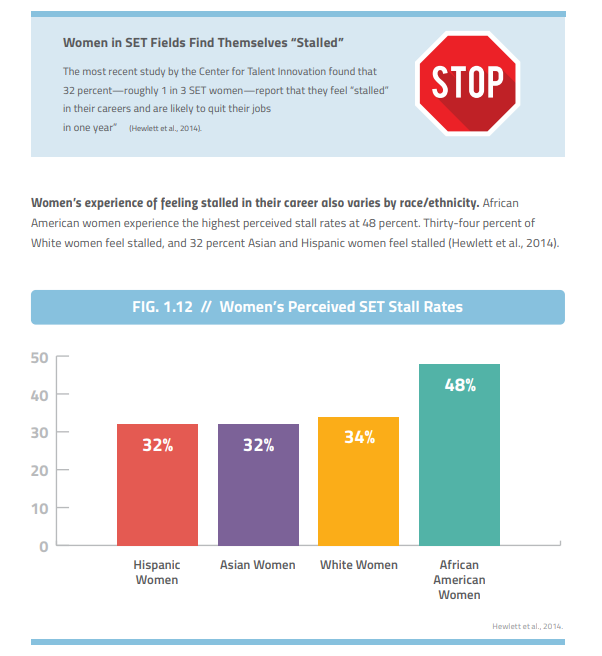 Women in SET Fields Find Themselves “Stalled”
The most recent study by the Center for Talent Innovation found that
32 percent—roughly 1 in 3 SET women—report that they feel “stalled”
in their careers and are likely to quit their jobs
in one year” (Hewlett et al., 2014).
STOP
Women’s experience of feeling stalled in their career also varies by race/ethnicity. African
American women experience the highest perceived stall rates at 48 percent. Thirty-four percent of
White women feel stalled, and 32 percent Asian and Hispanic women feel stalled (Hewlett et al., 2014).
FIG. 1.12 // Women’s Perceived SET Stall Rates
50
40
30
20
10
0
32%
32%
34%
48%
Hispanic
Women
Asian Women
White Women
African
American
Women
Hewlett et al., 2014.